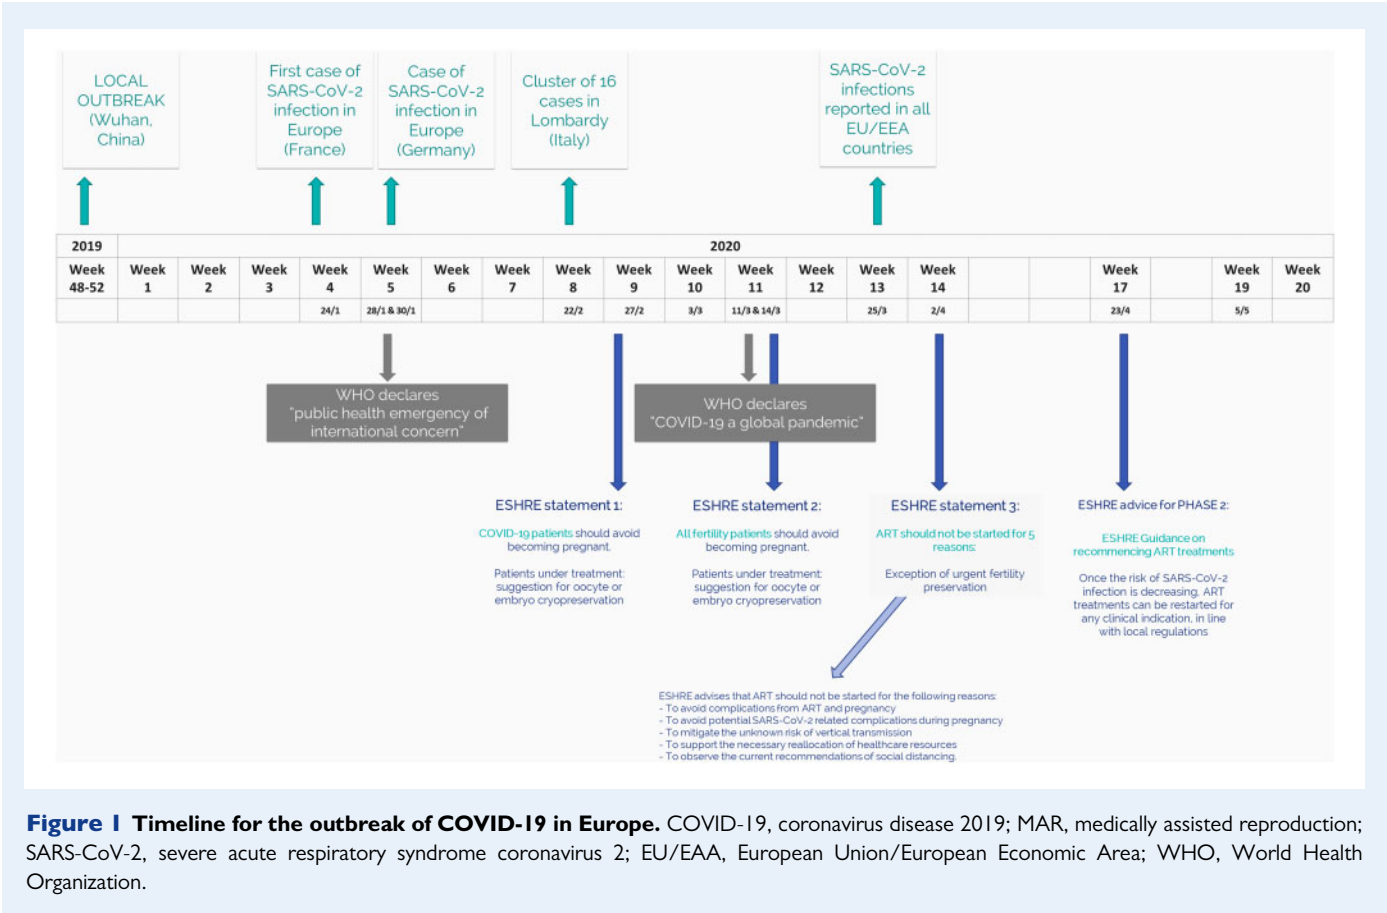 LOCAL
OUTBREAK
(Wuhan,
China)
First case of
SARS-CoV-2
infection in
Europe
(France)
Case of
SARS-CoV-2
infection in
Europe
(Germany)
Cluster of 16
cases in
Lombardy
(Italy)
SARS-CoV-2
infections
reported in all
EU/EEA
countries
2019 2020
Week 48-52
Week 1
Week 2
Week 3
Week 4
Week 5
Week 6
Week 7
Week 8
Week 9
Week 10
Week 11
Week 12
Week 13
Week 14
Week 17
Week 19
Week 20
24/1 28/1 & 30/1 22/2 27/2 3/3 11/3 & 14/3 25/3 2/4 23/4 5/5
WHO declares
"public health emergency of
international concern"
WHO declares
"COVID-19 a global pandemic"
ESHRE statement 1:
COVID-19 patients should avoid
becoming pregnant.
Patients under treatment:
suggestion for oocyte or
embryo cryopreservation
ESHRE statement 2:
All fertility patients should avoid
becoming pregnant.
Patients under treatment:
suggestion for oocyte or
embryo cryopreservation
ESHRE statement 3:
ART should not be started for 5
reasons:
Exception of urgent fertility
preservation
ESHRE advice for PHASE 2:
ESHRE Guidance on
recommencing ART treatments
Once the risk of SARS-CoV-2
infection is decreasing, ART
treatments can be restarted for
any clinical indication, in line
with local regulations
ESHRE advises that ART should not be started for the following reasons:
- To avoid complications from ART and pregnancy
- To avoid potential SARS-CoV-2 related complications during pregnancy
- To mitigate the unknown risk of vertical transmission
- To support the necessary reallocation of healthcare resources
- To observe the current recommendations of social distancing.
Figure 1 Timeline for the outbreak of COVID-19 in Europe. COVID-19, coronavirus disease 2019; MAR, medically assisted reproduction;
SARS-CoV-2, severe acute respiratory syndrome coronavirus 2; EU/EAA, European Union/European Economic Area; WHO, World Health
Organization.